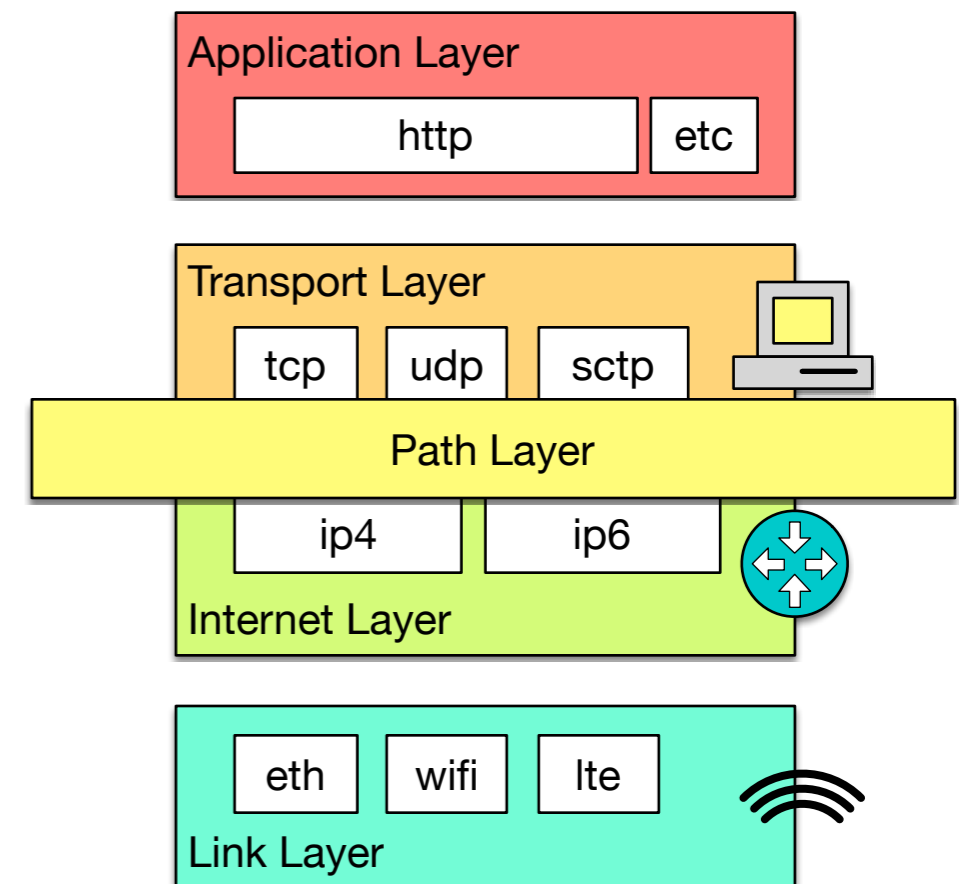 Application Layer
http etc
Transport Layer
tcp udp sctp
Path Layer
ip4 ip6
Internet Layer
eth wifi lte
Link Layer